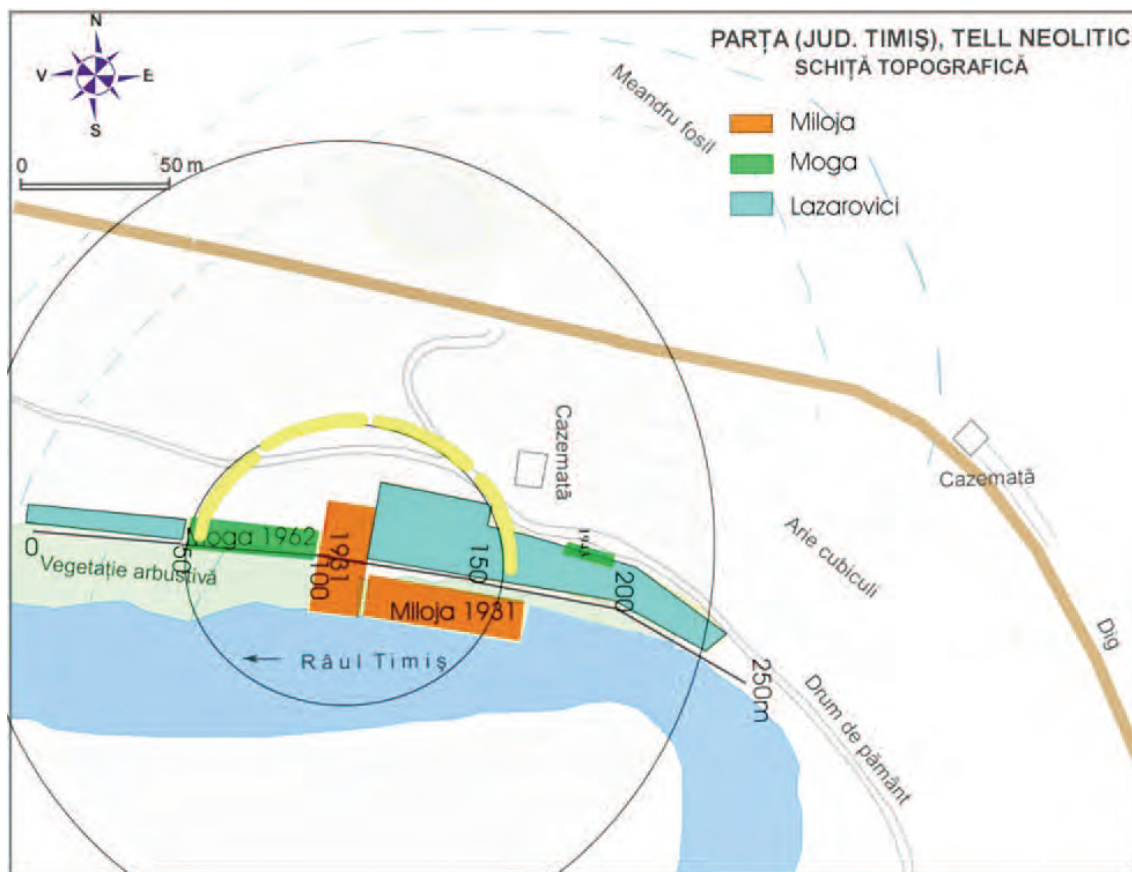 PARȚA (JUD. TIMIȘ), TELL NEOLITIC
SCHIȚĂ TOPOGRAFICĂ
N
V
E
S
0
50 m
Miloja
Moga
Lazarovici
Meandru fosil
Cazemată
Cazemată
Arie cubiculi
Dig
Drum de pământ
Moga 1962
1931
Miloja 1931
0
50
100
150
200
250m
Vegetație arbustivă
Râul Timiș